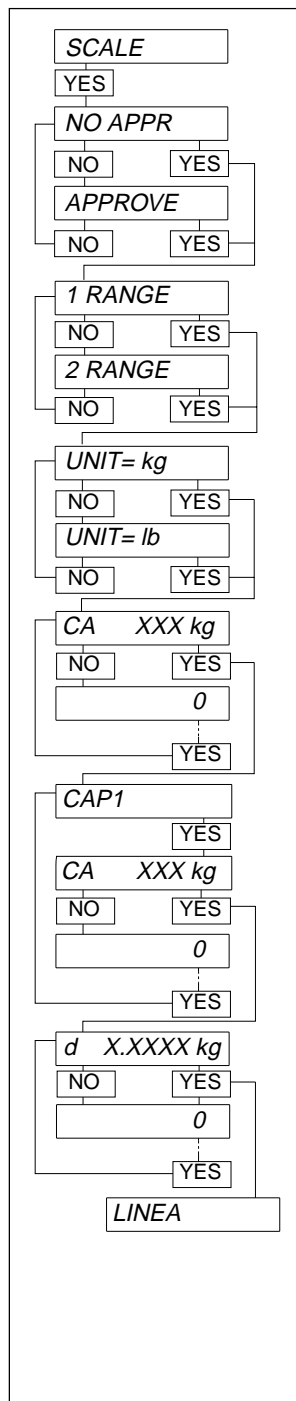 SCALE
YES
NO APPR
NO YES
APPROVE
NO YES
1 RANGE
NO YES
2 RANGE
NO YES
UNIT= kg
NO YES
UNIT= lb
NO YES
CA XXX kg
NO YES
0
YES
CAP1
YES
CA XXX kg
NO YES
0
YES
d X.XXXX kg
NO YES
0
YES
LINEA